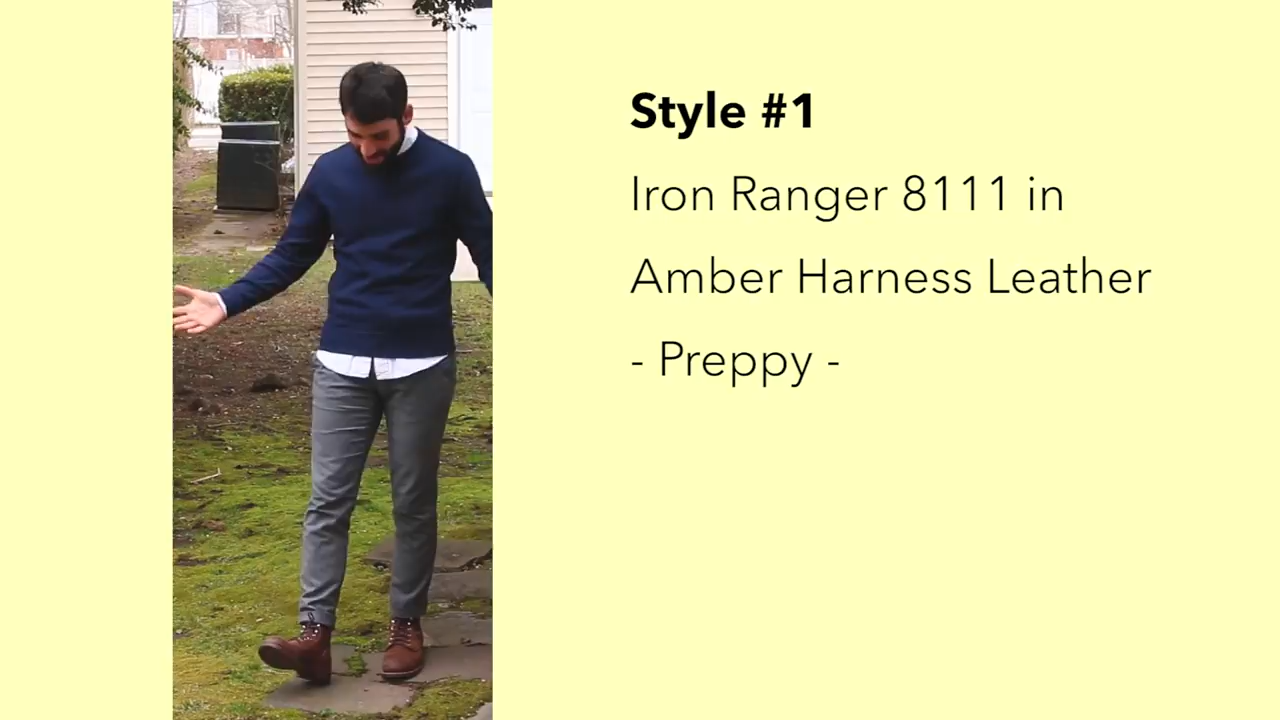 Style #1
Iron Ranger 8111 in
Amber Harness Leather
- Preppy -